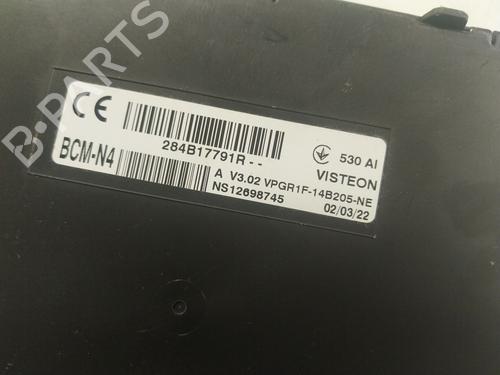 B-PARTS
CE
284B17791R--
530 AI
BCM-N4
VISTEON
A V3.02 VPGR1F-14B205-NE
NS12698745
02/03/22